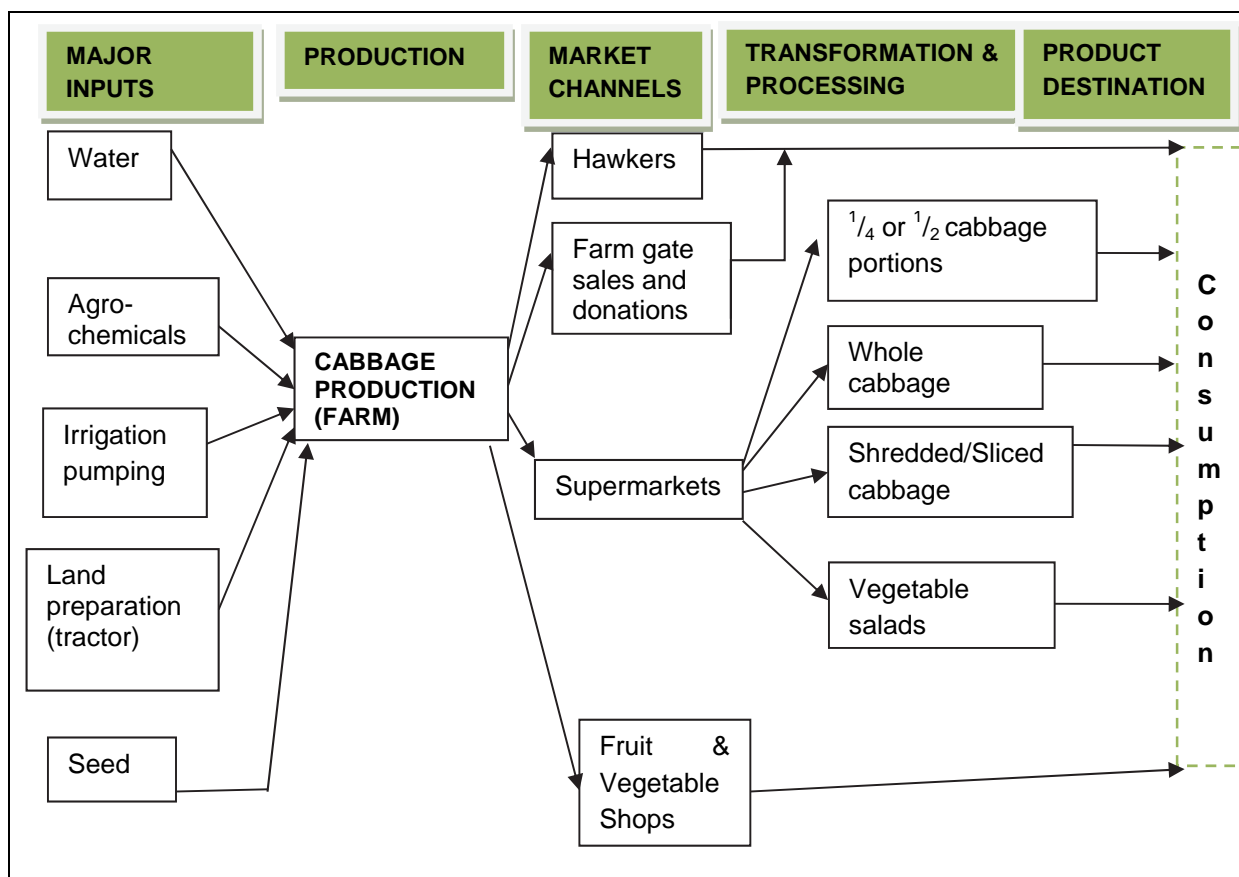 MAJOR
INPUTS
PRODUCTION
MARKET
CHANNELS
TRANSFORMATION &
PROCESSING
PRODUCT
DESTINATION
Water
Agro-
chemicals
Irrigation
pumping
Land
preparation
(tractor)
Seed
CABBAGE
PRODUCTION
(FARM)
Hawkers
Farm gate
sales and
donations
Supermarkets
Fruit &
Vegetable
Shops
1/4 or 1/2 cabbage
portions
Whole
cabbage
Shredded/Sliced
cabbage
Vegetable
salads
Consumption